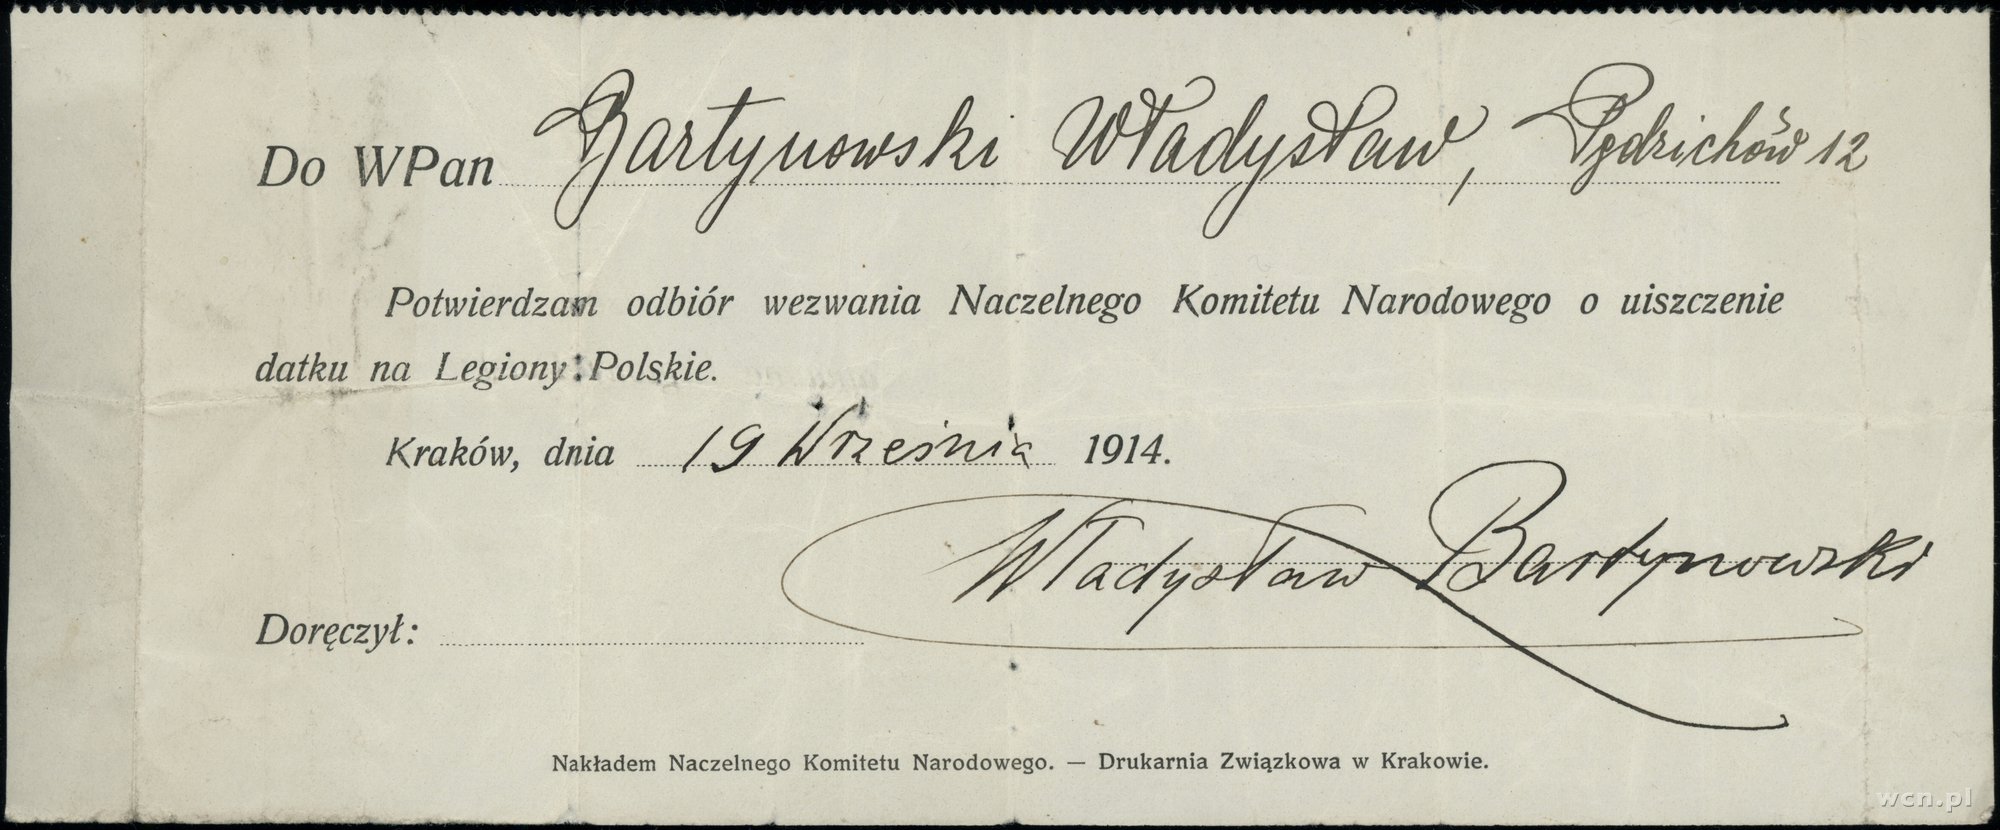 Do WPan Bartynowski Władysław, Pędzichów 12
Potwierdzam odbiór wezwania Naczelnego Komitetu Narodowego o uiszczenie
datku na Legiony Polskie.
Kraków, dnia 19 Września 1914.
Władysław Bartynowski
Doręczył:
Nakładem Naczelnego Komitetu Narodowego. — Drukarnia Związkowa w Krakowie.
wcn.pl